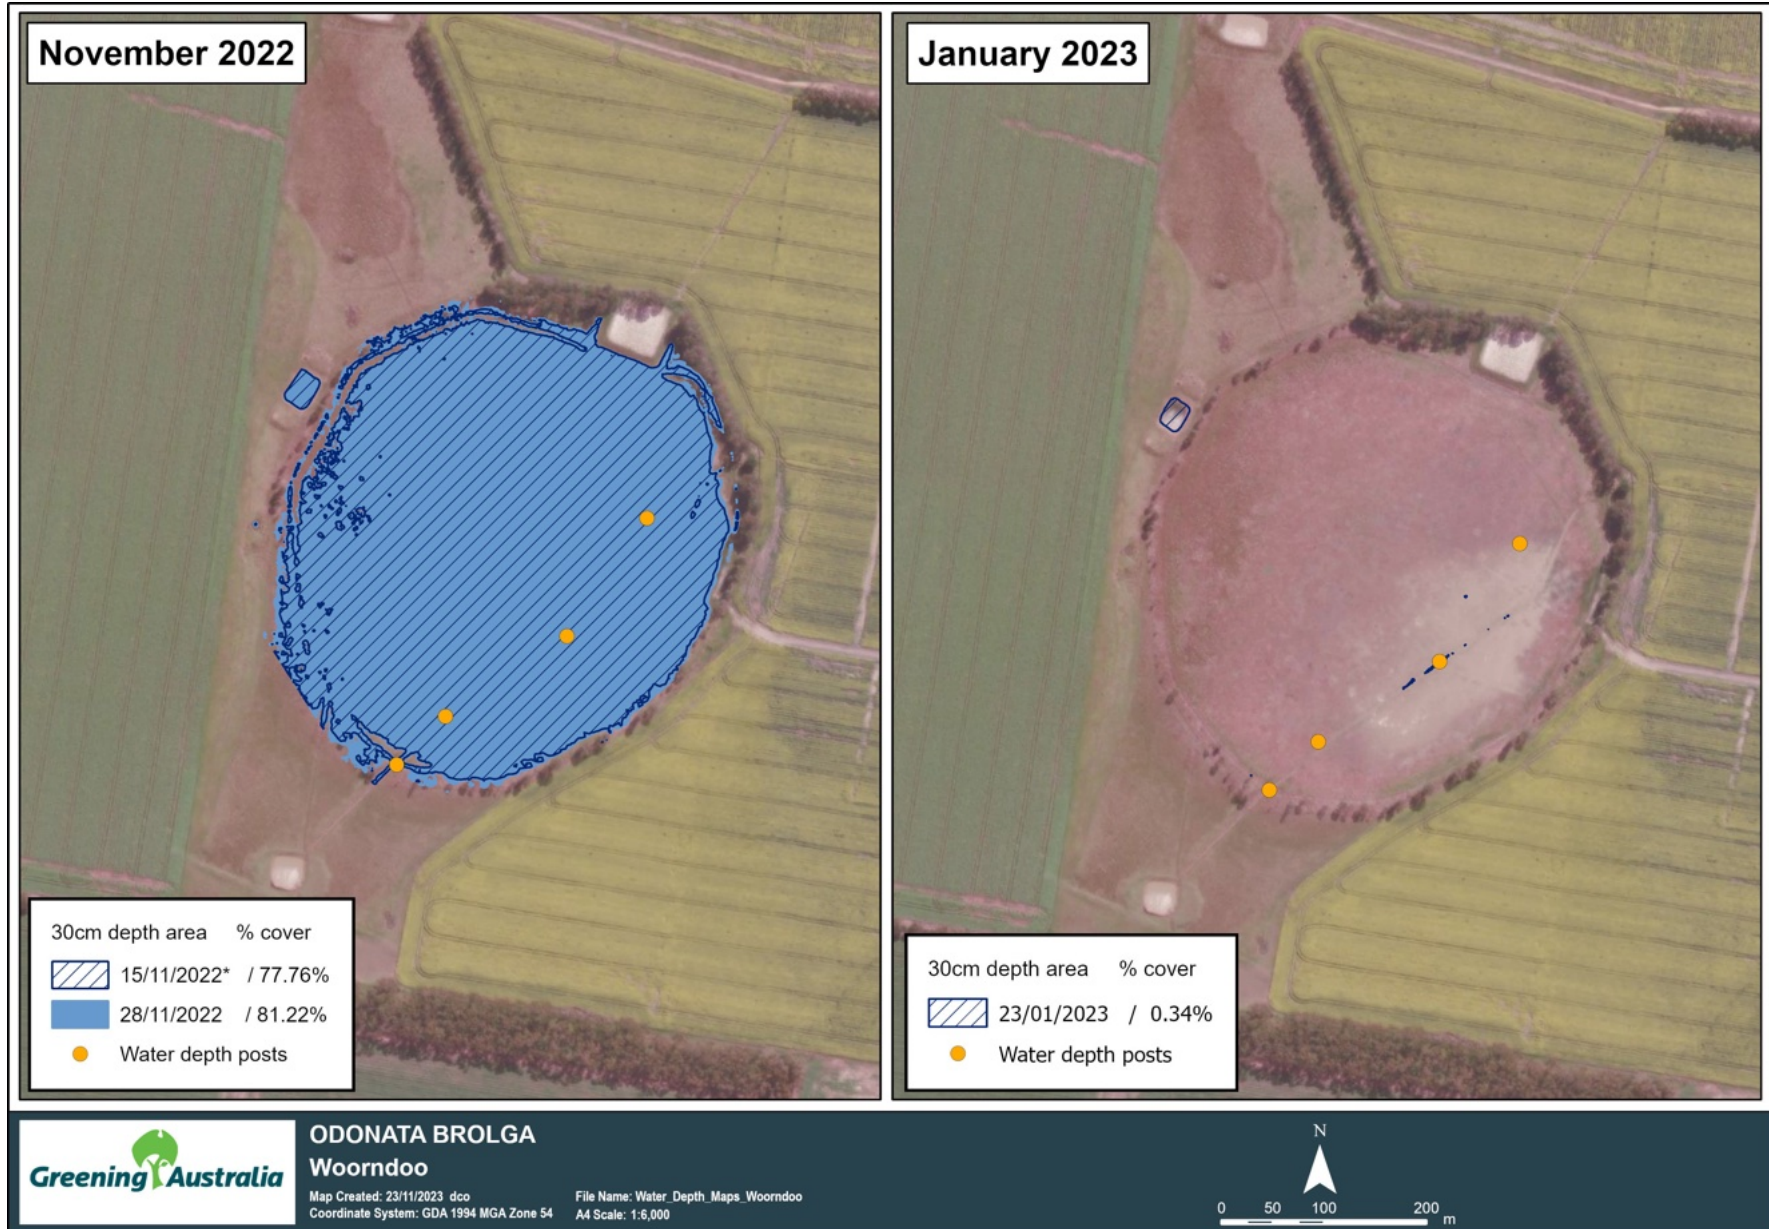 November 2022
30cm depth area % cover
15/11/2022* / 77.76%
28/11/2022 / 81.22%
Water depth posts
January 2023
30cm depth area % cover
23/01/2023 / 0.34%
Water depth posts
Greening Australia
ODONATA BROLGA
Woorndoo
Map Created: 23/11/2023 dco
Coordinate System: GDA 1994 MGA Zone 54
File Name: Water_Depth_Maps_Woorndoo
A4 Scale: 1:6,000
N
0 50 100 200
m